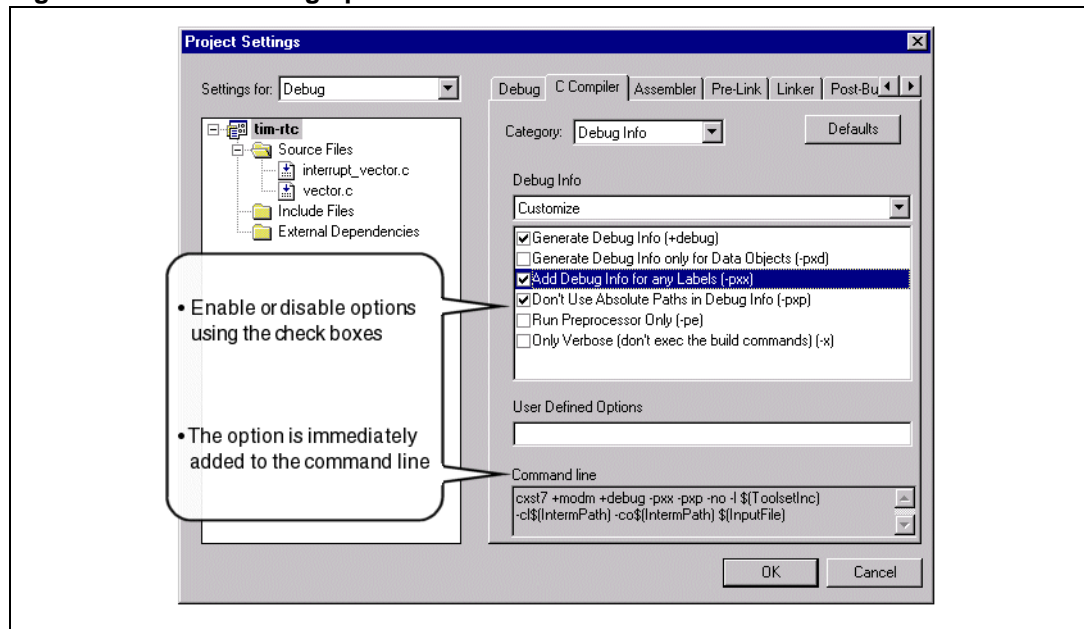 Project Settings
Settings for: Debug
tim-rtc
Source Files
interrupt_vector.c
vector.c
Include Files
External Dependencies
• Enable or disable options
using the check boxes
• The option is immediately
added to the command line
Debug C Compiler Assembler Pre-Link Linker Post-Bu
Category: Debug Info
Defaults
Debug Info
Customize
Generate Debug Info (+debug)
Generate Debug Info only for Data Objects (-pxd)
Add Debug Info for any Labels (-pxx)
Don't Use Absolute Paths in Debug Info (-pxp)
Run Preprocessor Only (-pe)
Only Verbose (don't exec the build commands) (-x)
User Defined Options
Command line
cxst7 +modm +debug -pxx -pxp -no -l $(ToolsetInc)
-cl$(IntermPath) -co$(IntermPath) $(InputFile)
OK Cancel